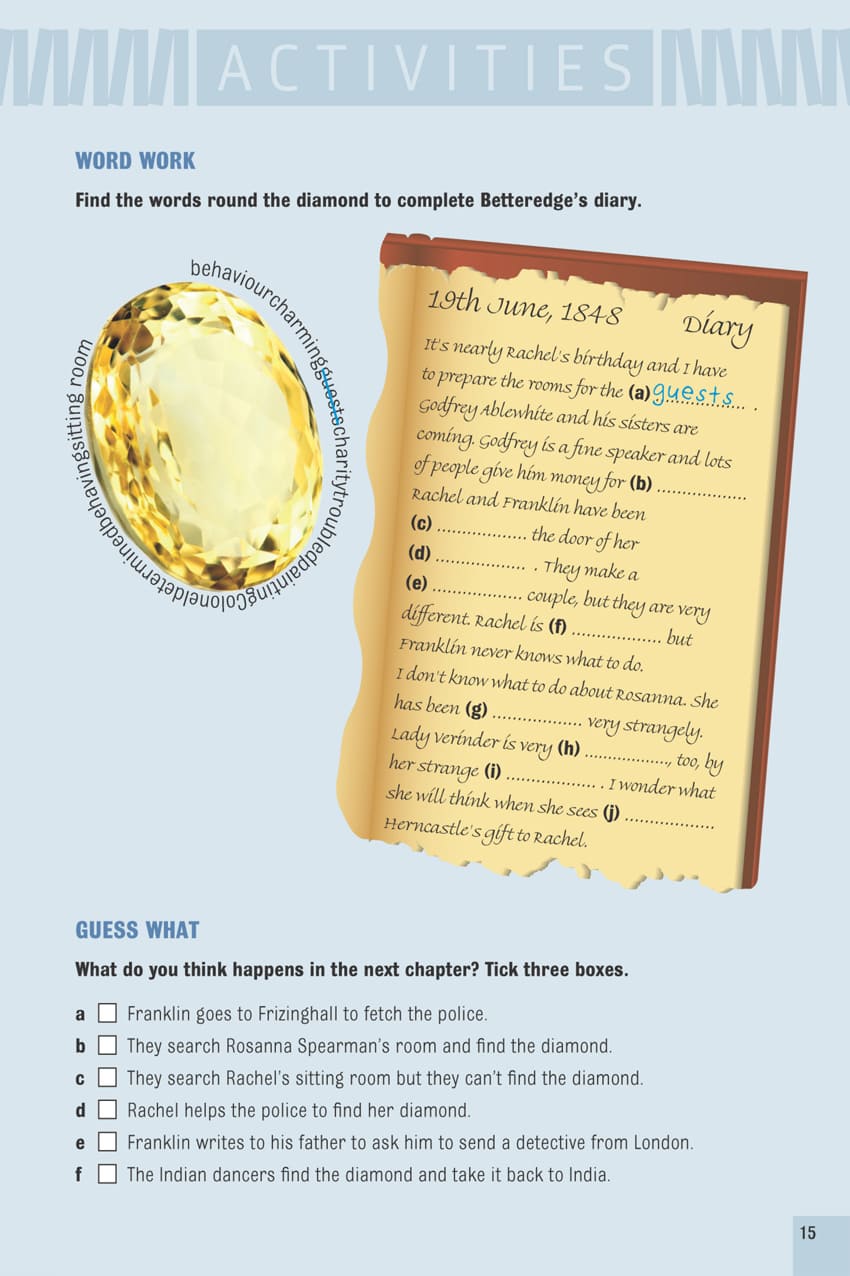 ACTIVITIES
WORD WORK
Find the words round the diamond to complete Betteredge's diary.
behaviourcharmingguestscharitytroubledpaintingColoneldeterminedbehavingsitting room
19th June, 1848 Diary
It's nearly Rachel's birthday and I have
to prepare the rooms for the (a) guests .
Godfrey Ablewhite and his sisters are
coming. Godfrey is a fine speaker and lots
of people give him money for (b) ..................
Rachel and Franklin have been
(c) .................. the door of her
(d) .................. . They make a
(e) .................. couple, but they are very
different. Rachel is (f) .................. but
Franklin never knows what to do.
I don't know what to do about Rosanna. She
has been (g) .................. very strangely.
Lady Verinder is very (h) .................., too, by
her strange (i) .................. . I wonder what
she will think when she sees (j) ..................
Herncastle's gift to Rachel.
GUESS WHAT
What do you think happens in the next chapter? Tick three boxes.
a Franklin goes to Frizinghall to fetch the police.
b They search Rosanna Spearman's room and find the diamond.
c They search Rachel's sitting room but they can't find the diamond.
d Rachel helps the police to find her diamond.
e Franklin writes to his father to ask him to send a detective from London.
f The Indian dancers find the diamond and take it back to India.
15